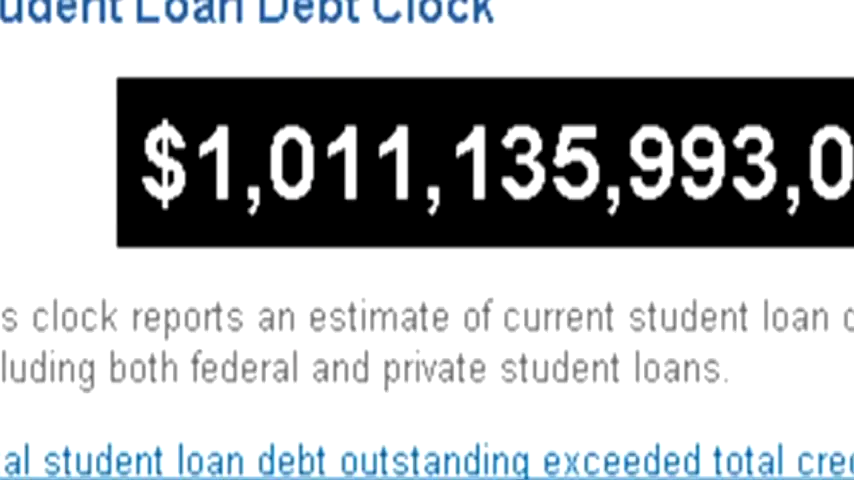 udent Loan Debt Clock
$1,011,135,993,0
s clock reports an estimate of current student loan
luding both federal and private student loans.
al student loan debt outstanding exceeded total cre